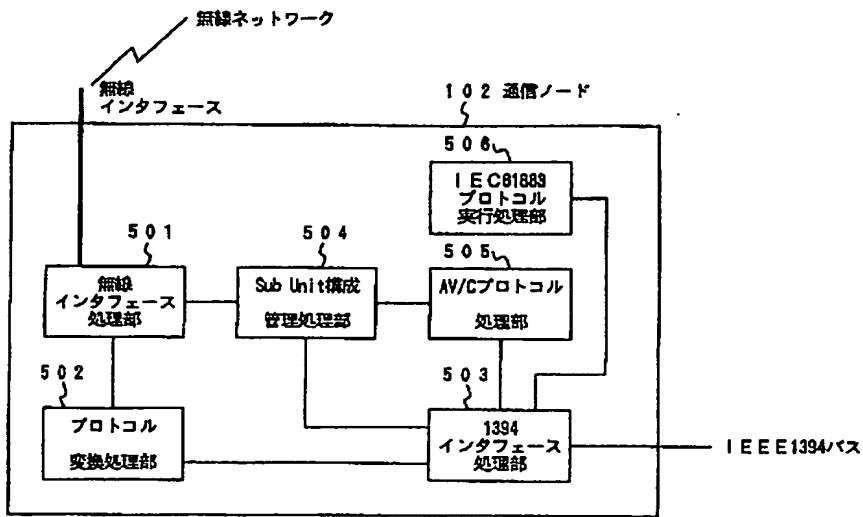 無線ネットワーク
無線
インタフェース
102 通信ノード
506
IEC61883
プロトコル
実行処理部
501
無線
インタフェース
処理部
504
Sub Unit構成
管理処理部
505
AV/Cプロトコル
処理部
502
プロトコル
変換処理部
503
1394
インタフェース
処理部
IEEE1394バス